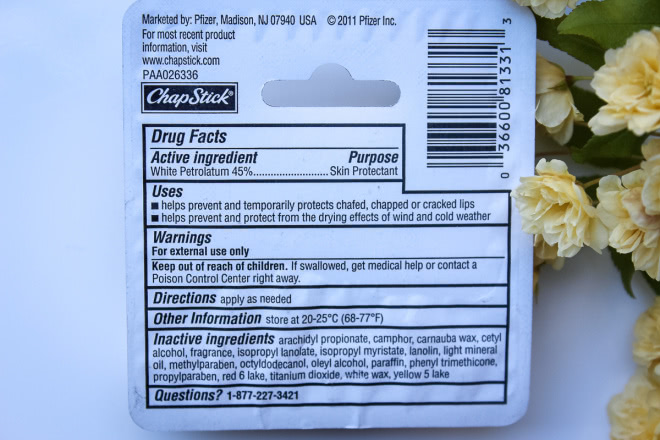 Marketed by: Pfizer, Madison, NJ 07940 USA © 2011 Pfizer Inc.
For most recent product
information, visit
www.chapstick.com
PAA026336
ChapStick®
0 36600 81331 3
Drug Facts
Active ingredient Purpose
White Petrolatum 45%............................Skin Protectant
Uses
■ helps prevent and temporarily protects chafed, chapped or cracked lips
■ helps prevent and protect from the drying effects of wind and cold weather
Warnings
For external use only
Keep out of reach of children. If swallowed, get medical help or contact a
Poison Control Center right away.
Directions apply as needed
Other Information store at 20-25°C (68-77°F)
Inactive ingredients arachidyl propionate, camphor, carnauba wax, cetyl
alcohol, fragrance, isopropyl lanolate, isopropyl myristate, lanolin, light mineral
oil, methylparaben, octyldodecanol, oleyl alcohol, paraffin, phenyl trimethicone,
propylparaben, red 6 lake, titanium dioxide, white wax, yellow 5 lake
Questions? 1-877-227-3421